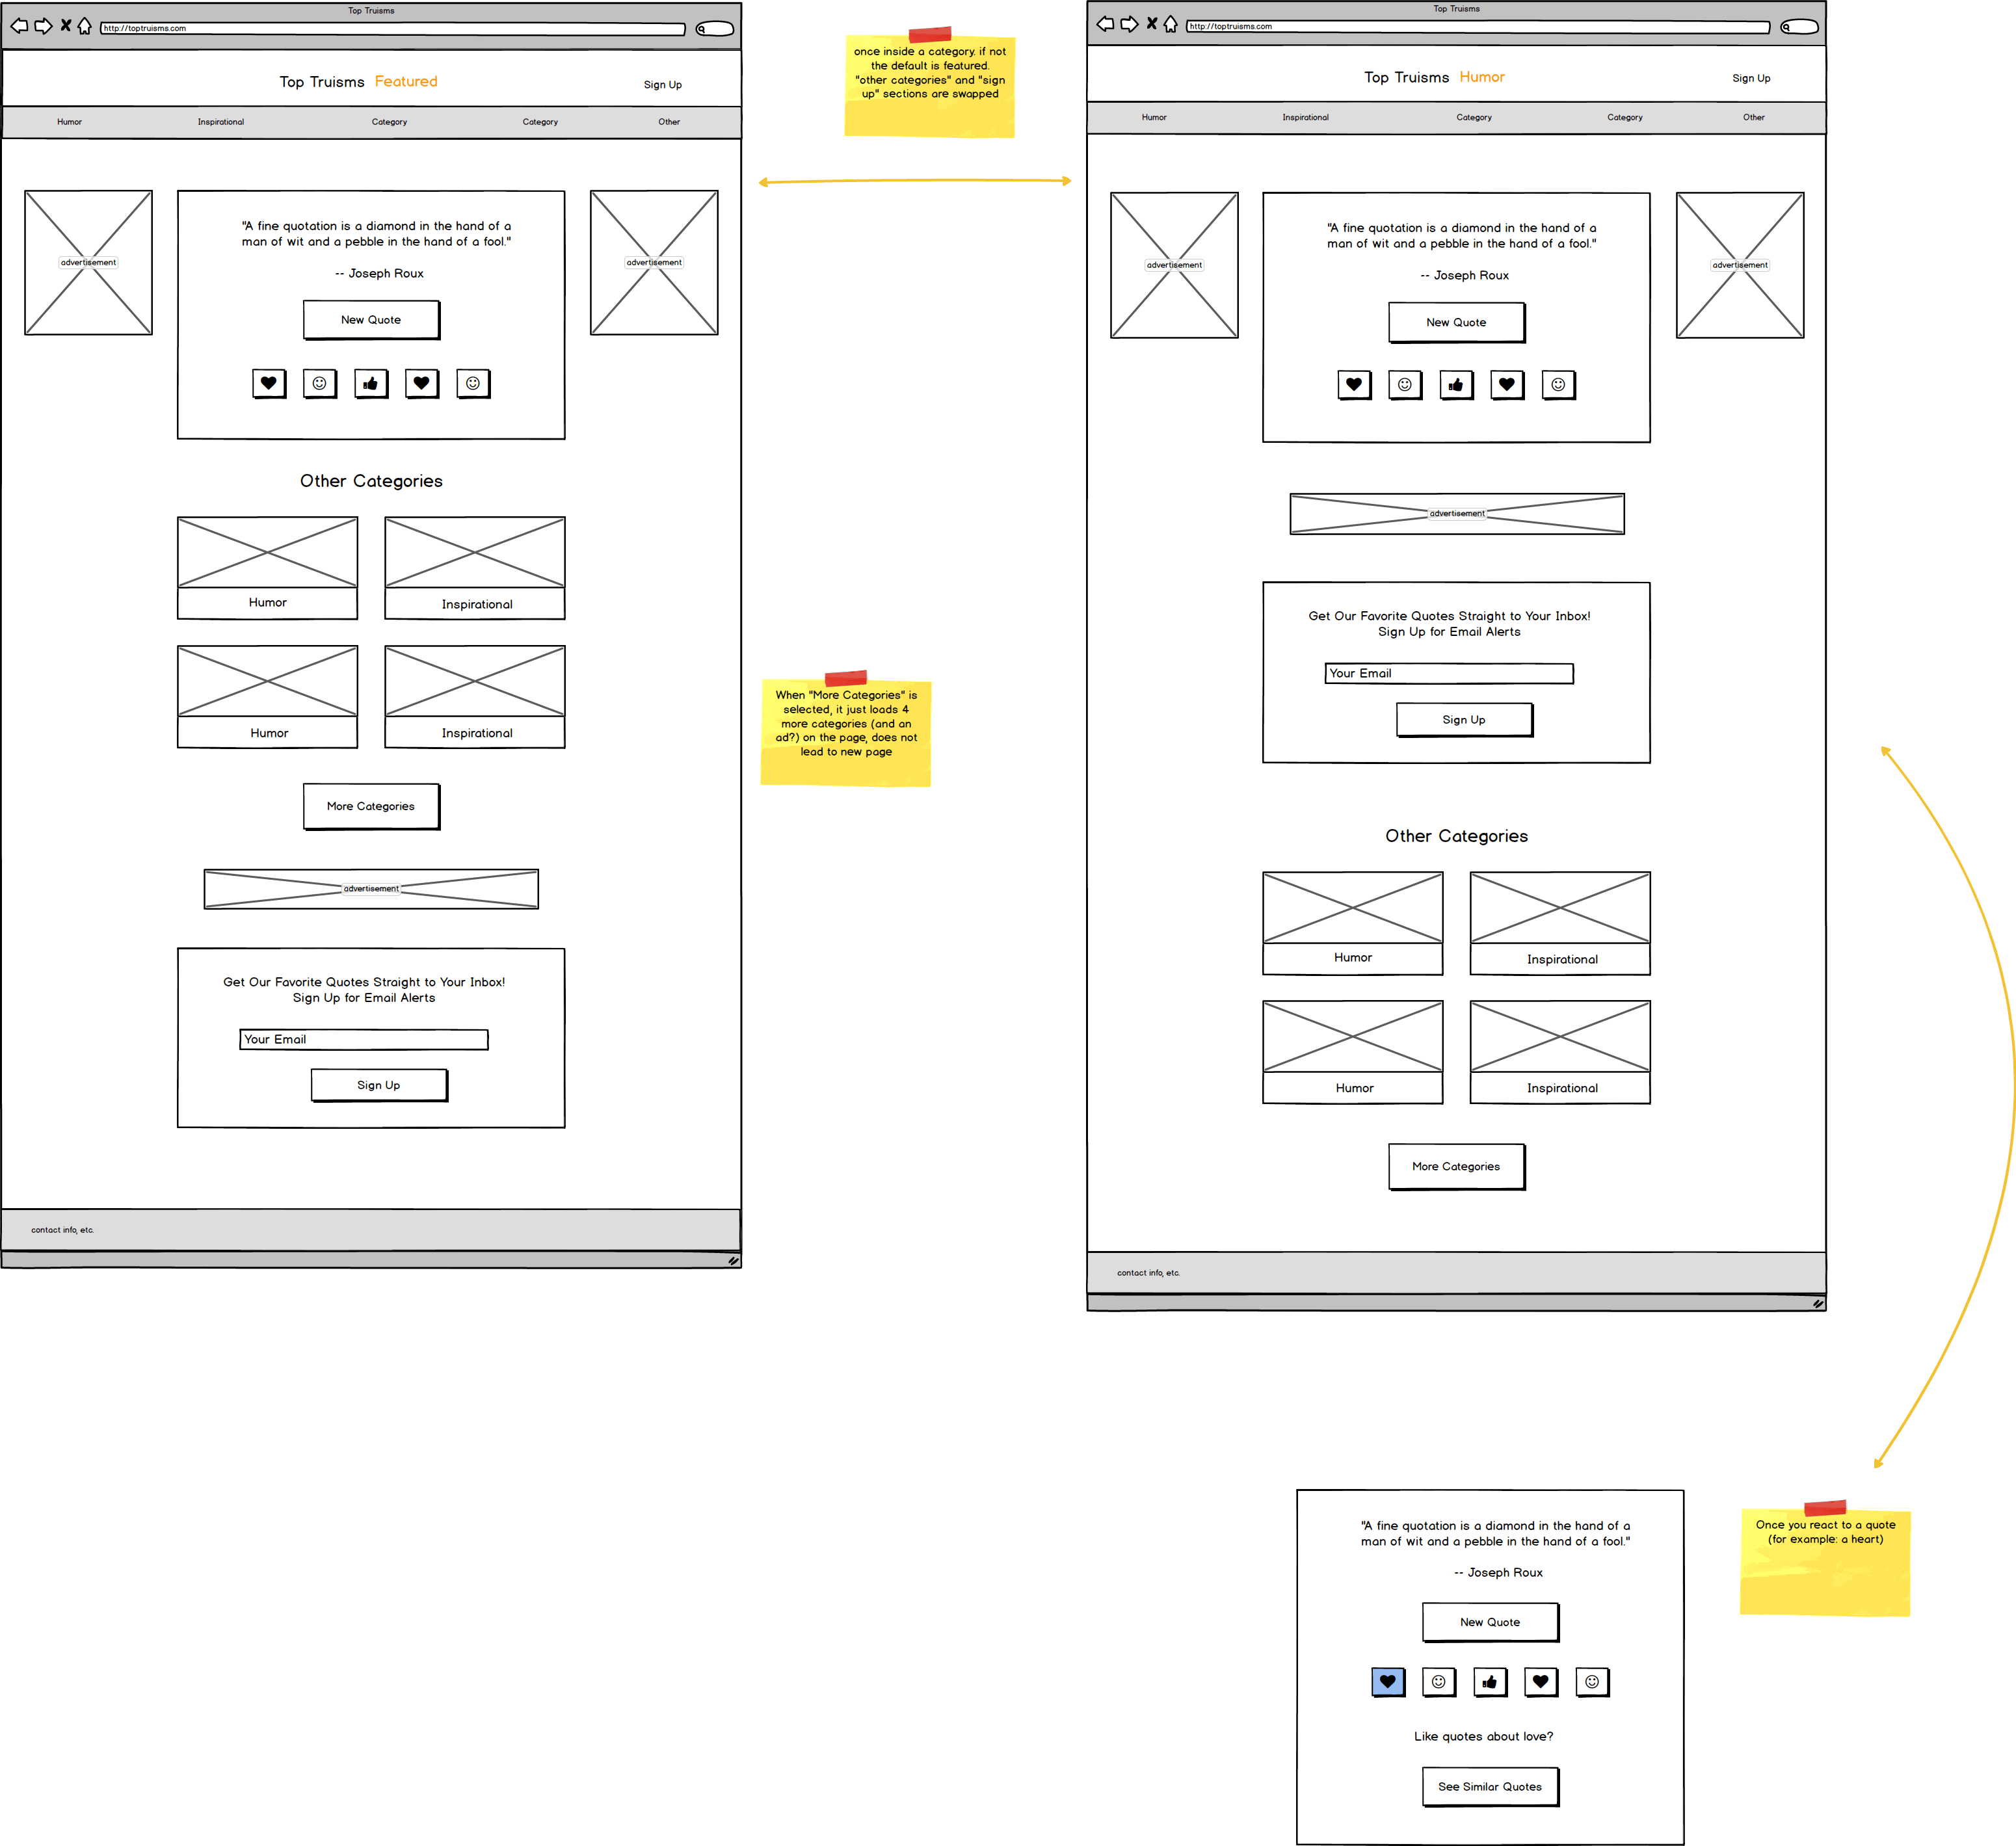 Top Truisms
http://toptruisms.com
Top Truisms Featured
Sign Up
Humor Inspirational Category Category Other
advertisement
"A fine quotation is a diamond in the hand of a
man of wit and a pebble in the hand of a fool."
-- Joseph Roux
New Quote
advertisement
Other Categories
Humor Inspirational
Humor Inspirational
More Categories
advertisement
Get Our Favorite Quotes Straight to Your Inbox!
Sign Up for Email Alerts
Your Email
Sign Up
contact info, etc.
once inside a category. if not
the default is featured.
"other categories" and "sign
up" sections are swapped
When "More Categories" is
selected, it just loads 4
more categories (and an
ad?) on the page, does not
lead to new page
Top Truisms
http://toptruisms.com
Top Truisms Humor
Sign Up
Humor Inspirational Category Category Other
advertisement
"A fine quotation is a diamond in the hand of a
man of wit and a pebble in the hand of a fool."
-- Joseph Roux
New Quote
advertisement
advertisement
Get Our Favorite Quotes Straight to Your Inbox!
Sign Up for Email Alerts
Your Email
Sign Up
Other Categories
Humor Inspirational
Humor Inspirational
More Categories
contact info, etc.
"A fine quotation is a diamond in the hand of a
man of wit and a pebble in the hand of a fool."
-- Joseph Roux
New Quote
Like quotes about love?
See Similar Quotes
Once you react to a quote
(for example: a heart)